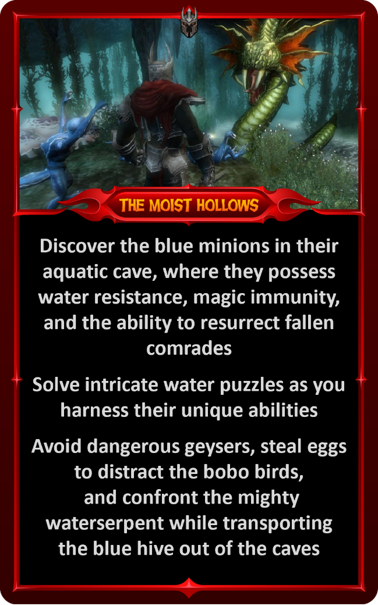 THE MOIST HOLLOWS
Discover the blue minions in their
aquatic cave, where they possess
water resistance, magic immunity,
and the ability to resurrect fallen
comrades
Solve intricate water puzzles as you
harness their unique abilities
Avoid dangerous geysers, steal eggs
to distract the bobo birds,
and confront the mighty
waterserpent while transporting
the blue hive out of the caves